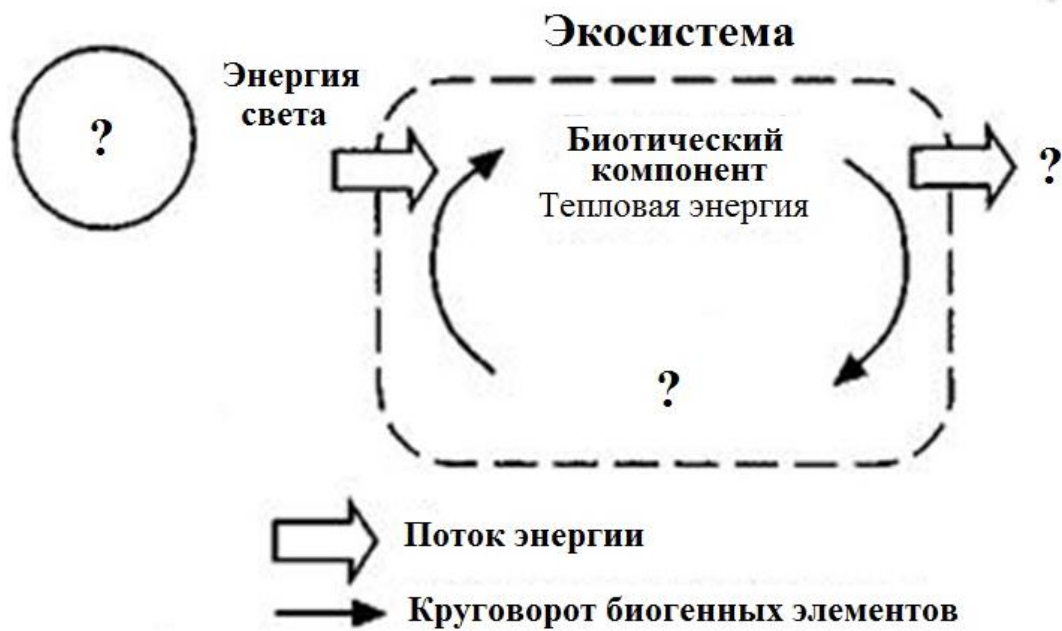 Экосистема
Энергия
света
?
Биотический
компонент
Тепловая энергия
?
?
Поток энергии
Круговорот биогенных элементов